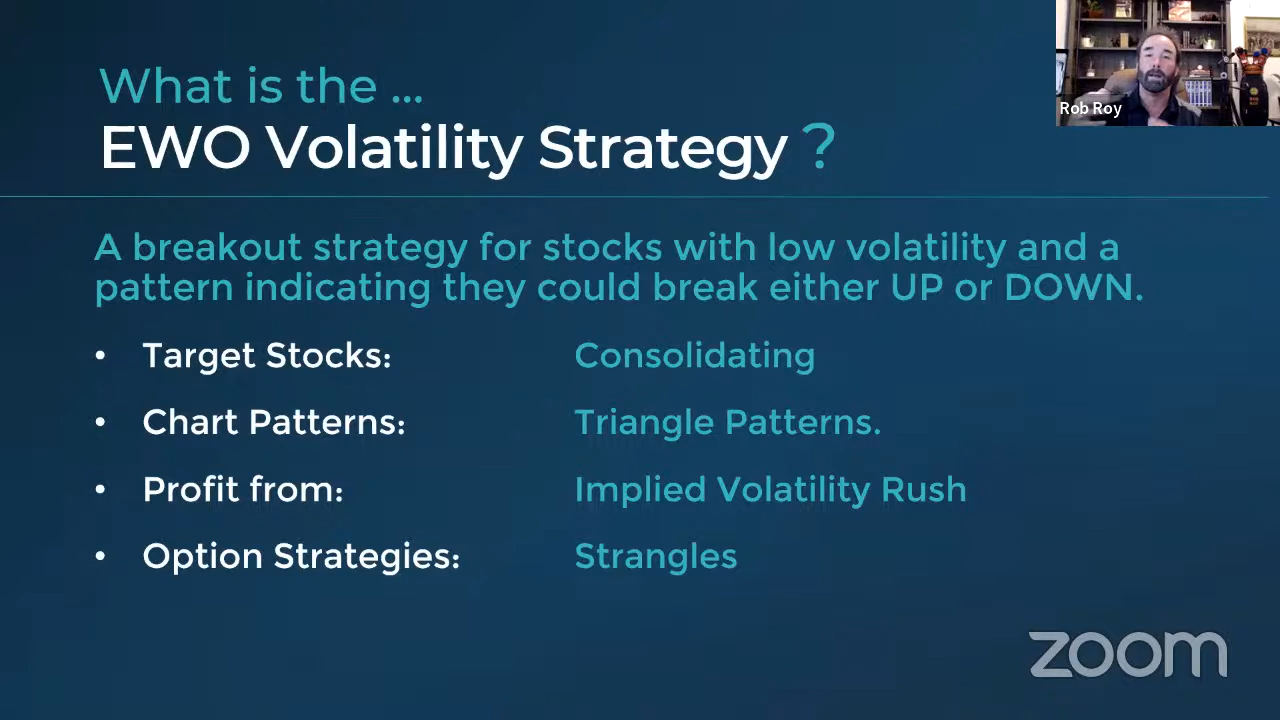 What is the ...
EWO Volatility Strategy ?
Rob Roy
A breakout strategy for stocks with low volatility and a
pattern indicating they could break either UP or DOWN.
• Target Stocks: Consolidating
• Chart Patterns: Triangle Patterns.
• Profit from: Implied Volatility Rush
• Option Strategies: Strangles
zoom